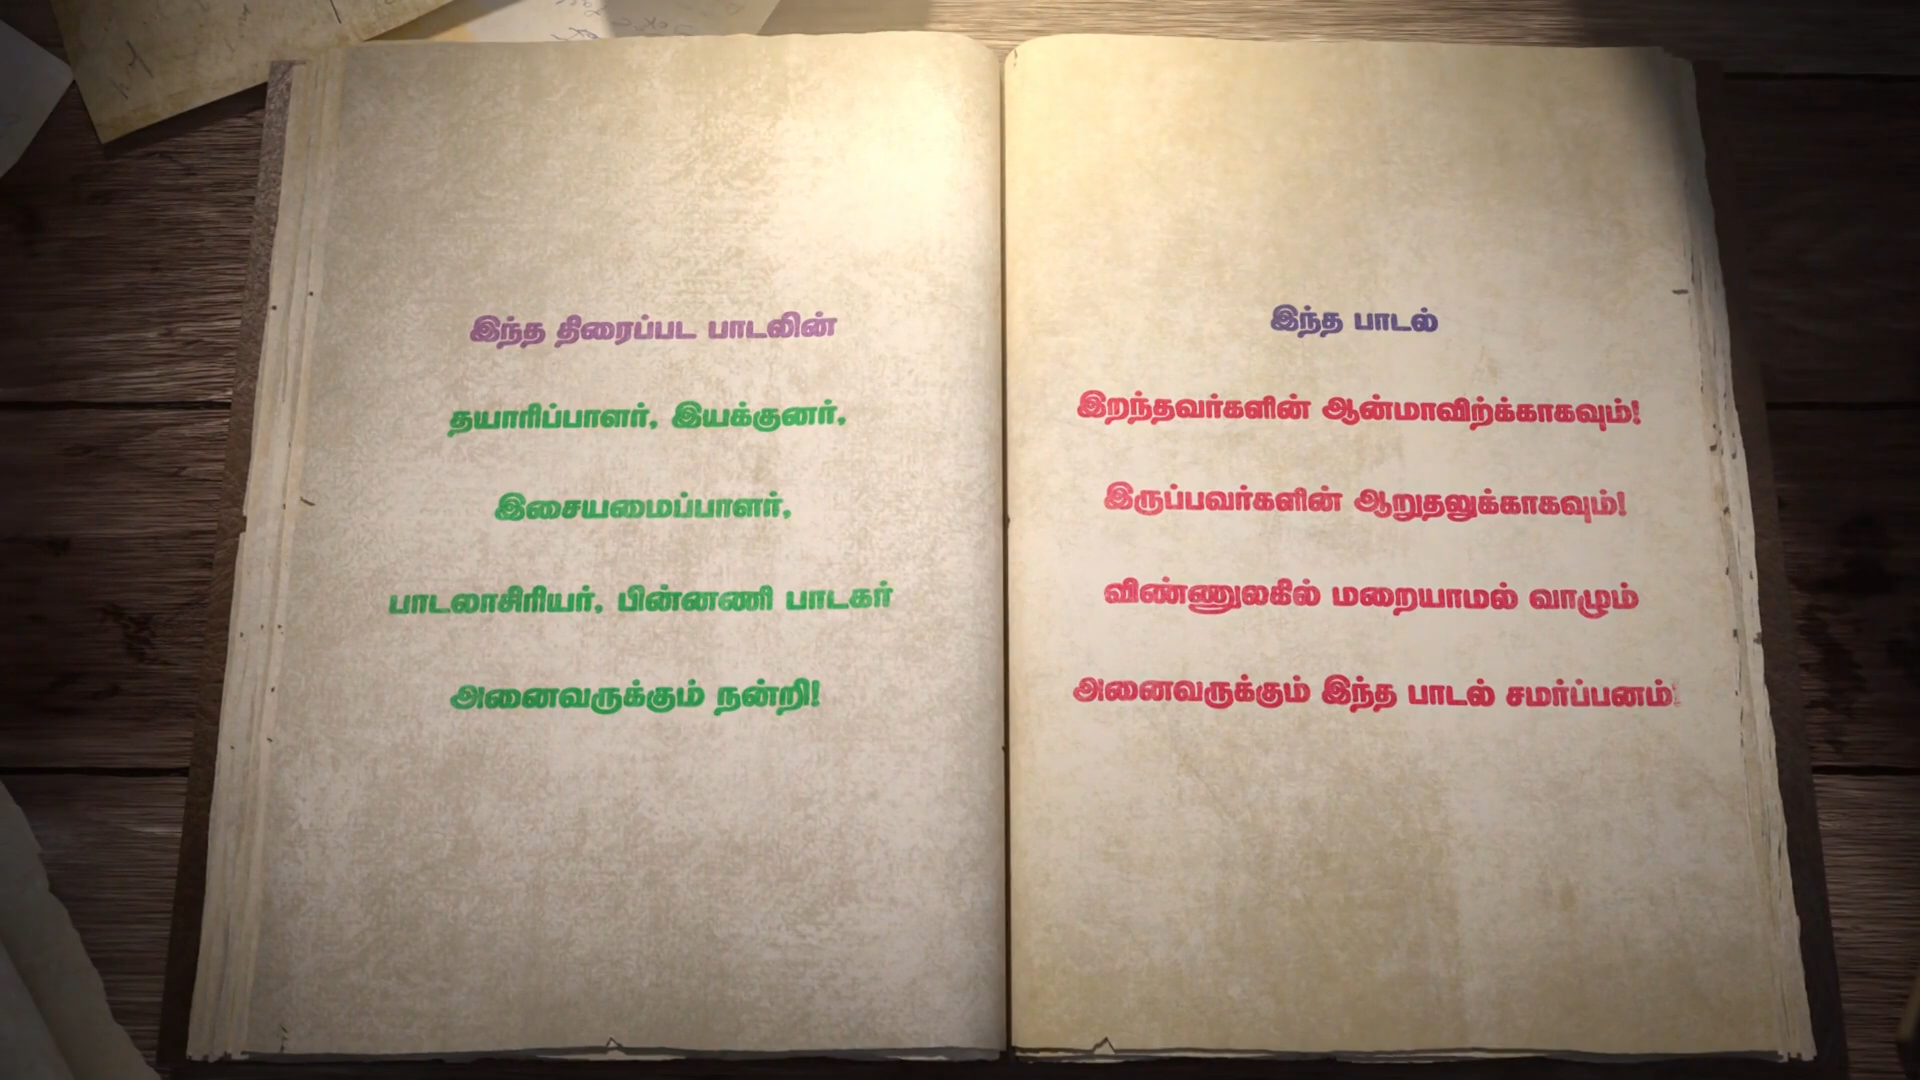 இந்த திரைப்பட பாடலின்
தயாரிப்பாளர், இயக்குனர்,
இசையமைப்பாளர்,
பாடலாசிரியர், பின்னணி பாடகர்
அனைவருக்கும் நன்றி!
இந்த பாடல்
இறந்தவர்களின் ஆன்மாவிற்க்காகவும்!
இருப்பவர்களின் ஆறுதலுக்காகவும்!
விண்ணுலகில் மறையாமல் வாழும்
அனைவருக்கும் இந்த பாடல் சமர்ப்பனம்!